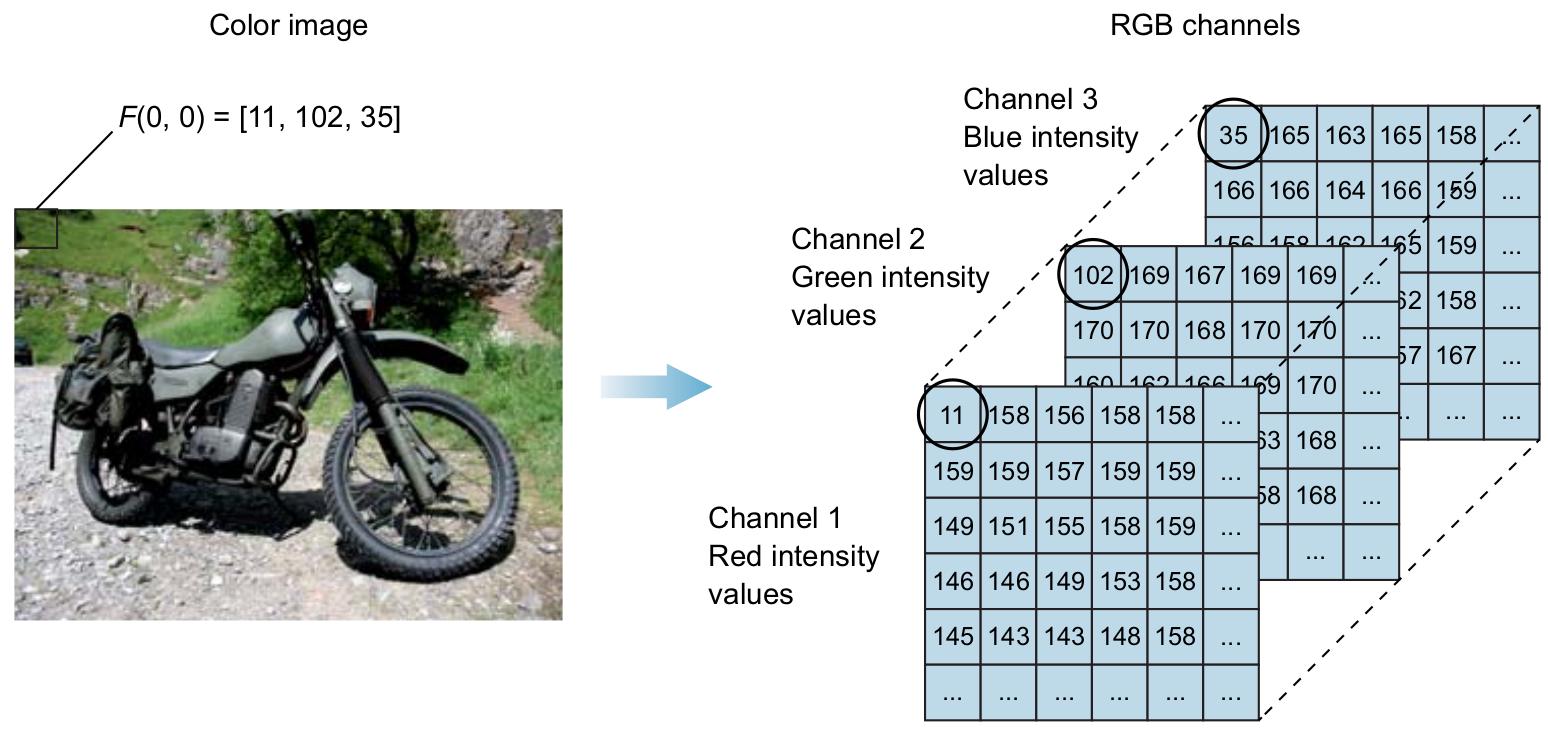 Color image
RGB channels
F(0, 0) = [11, 102, 35]
Channel 3
Blue intensity
values
35 165 163 165 158 ...
166 166 164 166 159 ...
156 158 162 165 159 ...
158 ...
167 ...
... ...
Channel 2
Green intensity
values
102 169 167 169 169 ...
170 170 168 170 170 ...
160 162 166 169 170 ...
168 ...
168 ...
... ...
Channel 1
Red intensity
values
11 158 156 158 158 ...
159 159 157 159 159 ...
149 151 155 158 159 ...
146 146 149 153 158 ...
145 143 143 148 158 ...
... ... ... ... ... ...